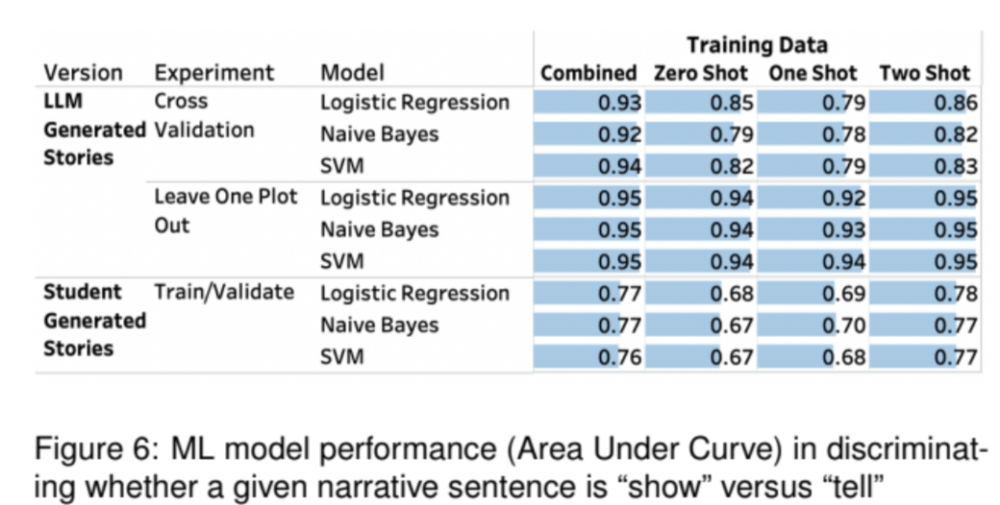 Training Data
Version Experiment Model Combined Zero Shot One Shot Two Shot
LLM Cross Logistic Regression 0.93 0.85 0.79 0.86
Generated Validation Naive Bayes 0.92 0.79 0.78 0.82
Stories SVM 0.94 0.82 0.79 0.83
Leave One Plot Logistic Regression 0.95 0.94 0.92 0.95
Out Naive Bayes 0.95 0.94 0.93 0.95
SVM 0.95 0.94 0.94 0.95
Student Train/Validate Logistic Regression 0.77 0.68 0.69 0.78
Generated Naive Bayes 0.77 0.67 0.70 0.77
Stories SVM 0.76 0.67 0.68 0.77
Figure 6: ML model performance (Area Under Curve) in discriminat-
ing whether a given narrative sentence is “show” versus “tell”